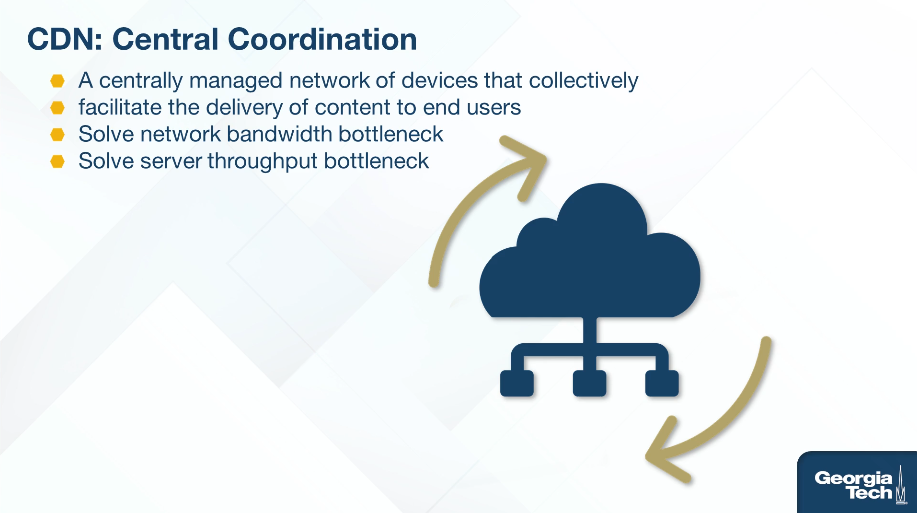 CDN: Central Coordination
A centrally managed network of devices that collectively
facilitate the delivery of content to end users
Solve network bandwidth bottleneck
Solve server throughput bottleneck
Georgia
Tech